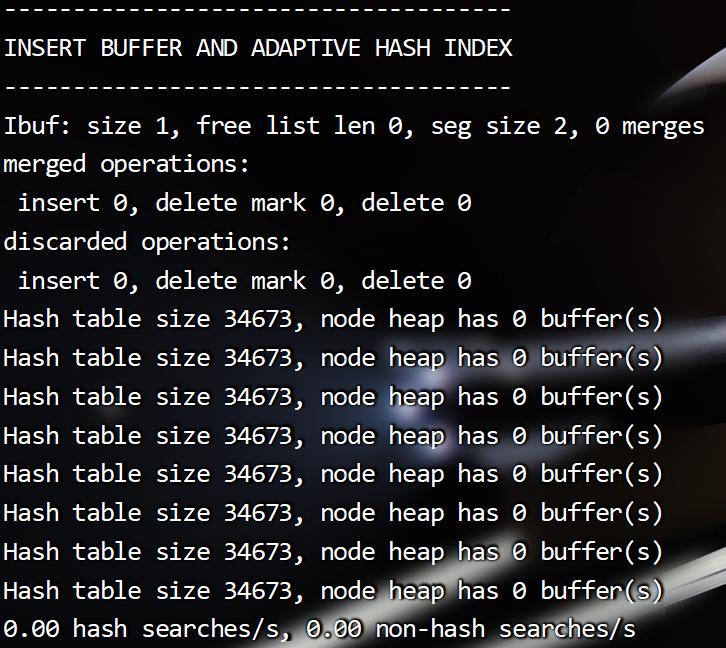 -------------------------------------
INSERT BUFFER AND ADAPTIVE HASH INDEX
-------------------------------------
Ibuf: size 1, free list len 0, seg size 2, 0 merges
merged operations:
 insert 0, delete mark 0, delete 0
discarded operations:
 insert 0, delete mark 0, delete 0
Hash table size 34673, node heap has 0 buffer(s)
Hash table size 34673, node heap has 0 buffer(s)
Hash table size 34673, node heap has 0 buffer(s)
Hash table size 34673, node heap has 0 buffer(s)
Hash table size 34673, node heap has 0 buffer(s)
Hash table size 34673, node heap has 0 buffer(s)
Hash table size 34673, node heap has 0 buffer(s)
Hash table size 34673, node heap has 0 buffer(s)
0.00 hash searches/s, 0.00 non-hash searches/s